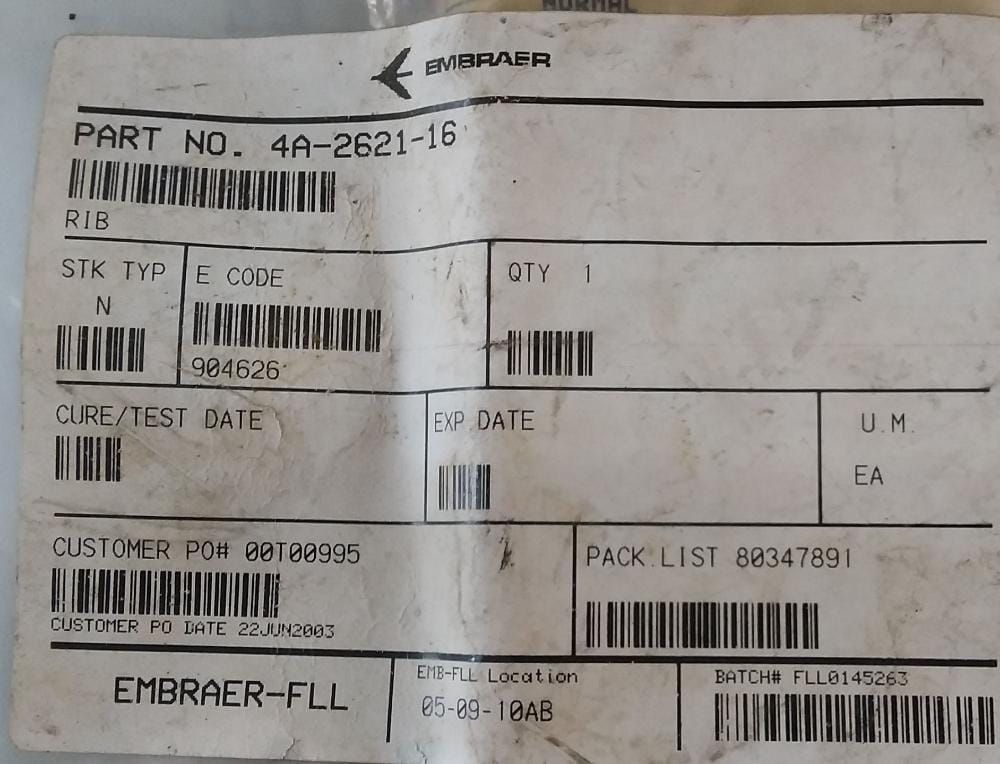 NORMAL
EMBRAER
PART NO. 4A-2621-16
RIB
STK TYP
N
E CODE
904626
QTY 1
CURE/TEST DATE
EXP DATE
U.M.
EA
CUSTOMER PO# 00T00995
CUSTOMER PO DATE 22JUN2003
PACK.LIST 80347891
EMBRAER-FLL
EMB-FLL Location
05-09-10AB
BATCH# FLL0145263